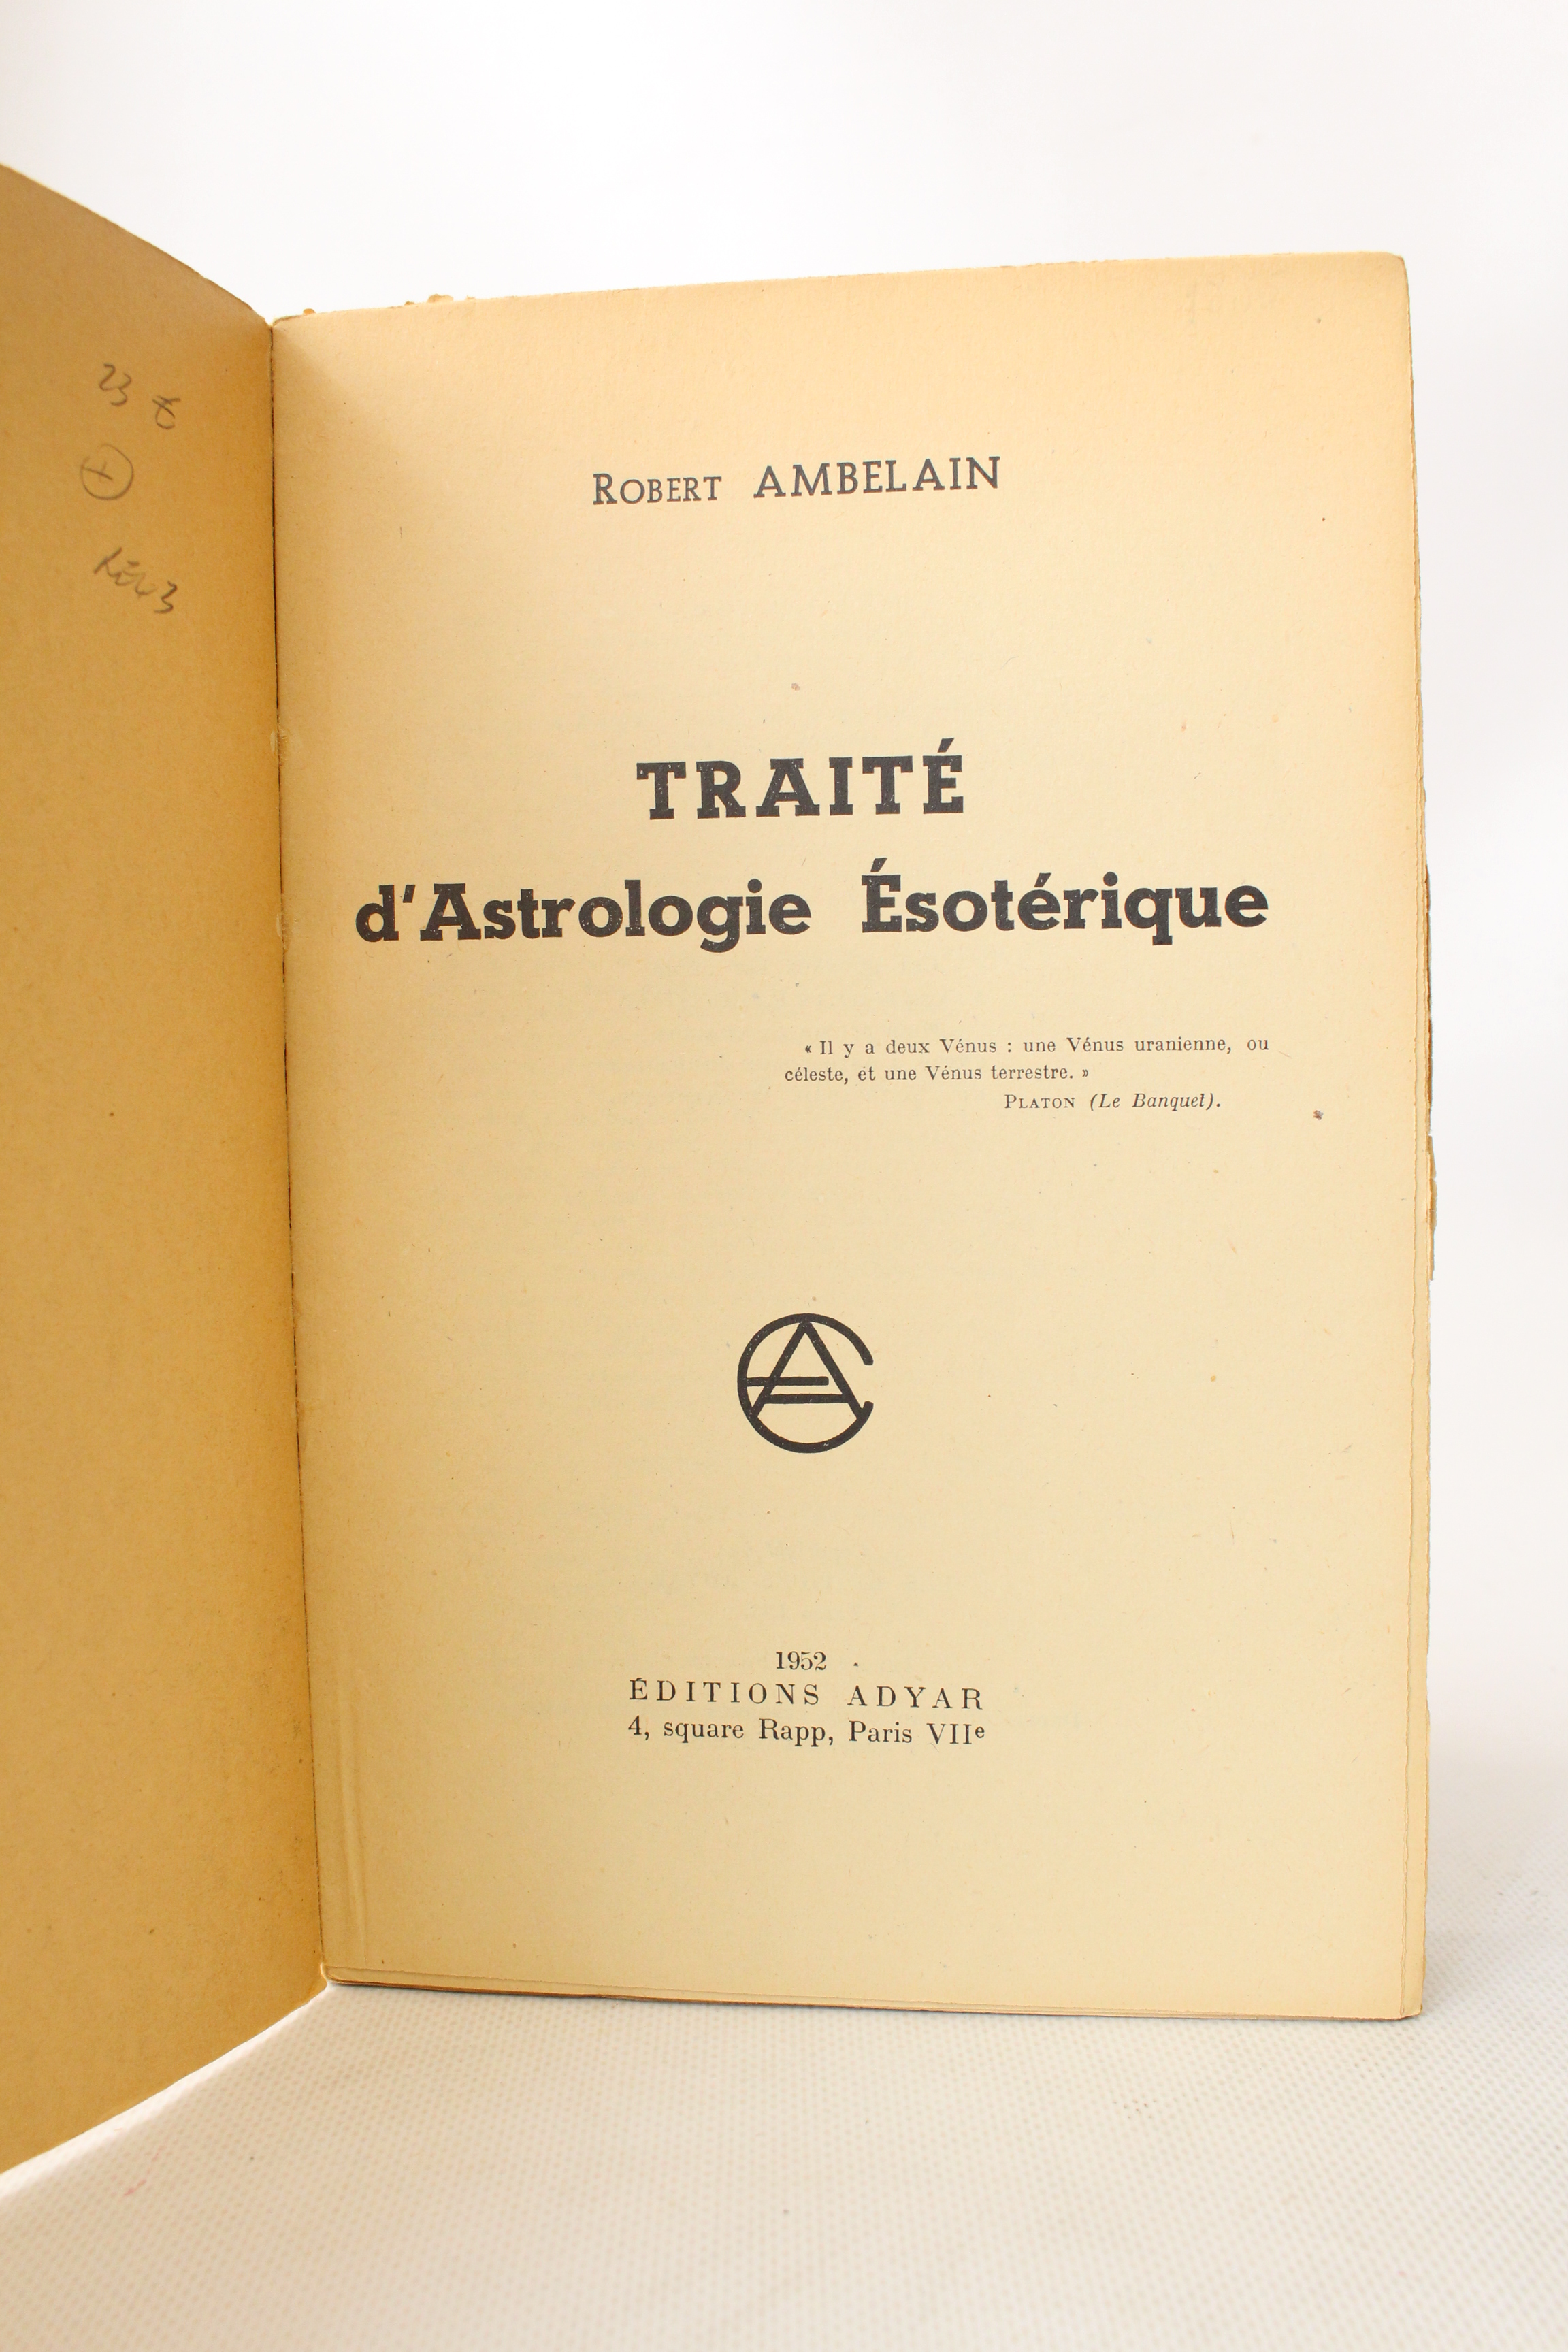 23
ROBERT AMBELAIN
TRAITÉ
d'Astrologie Ésotérique
« Il y a deux Vénus : une Vénus uranienne, ou
céleste, et une Vénus terrestre. »
PLATON (Le Banquet).
1952
ÉDITIONS ADYAR
4, square Rapp, Paris VIIe